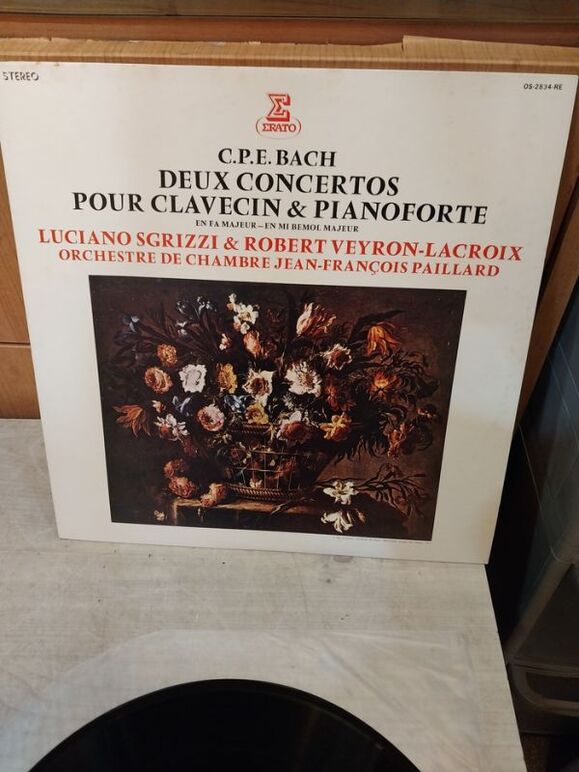 STEREO
OS-2834-RE
ERATO
C.P.E. BACH
DEUX CONCERTOS
POUR CLAVECIN & PIANOFORTE
EN FA MAJEUR—EN MI BEMOL MAJEUR
LUCIANO SGRIZZI & ROBERT VEYRON-LACROIX
ORCHESTRE DE CHAMBRE JEAN-FRANÇOIS PAILLARD